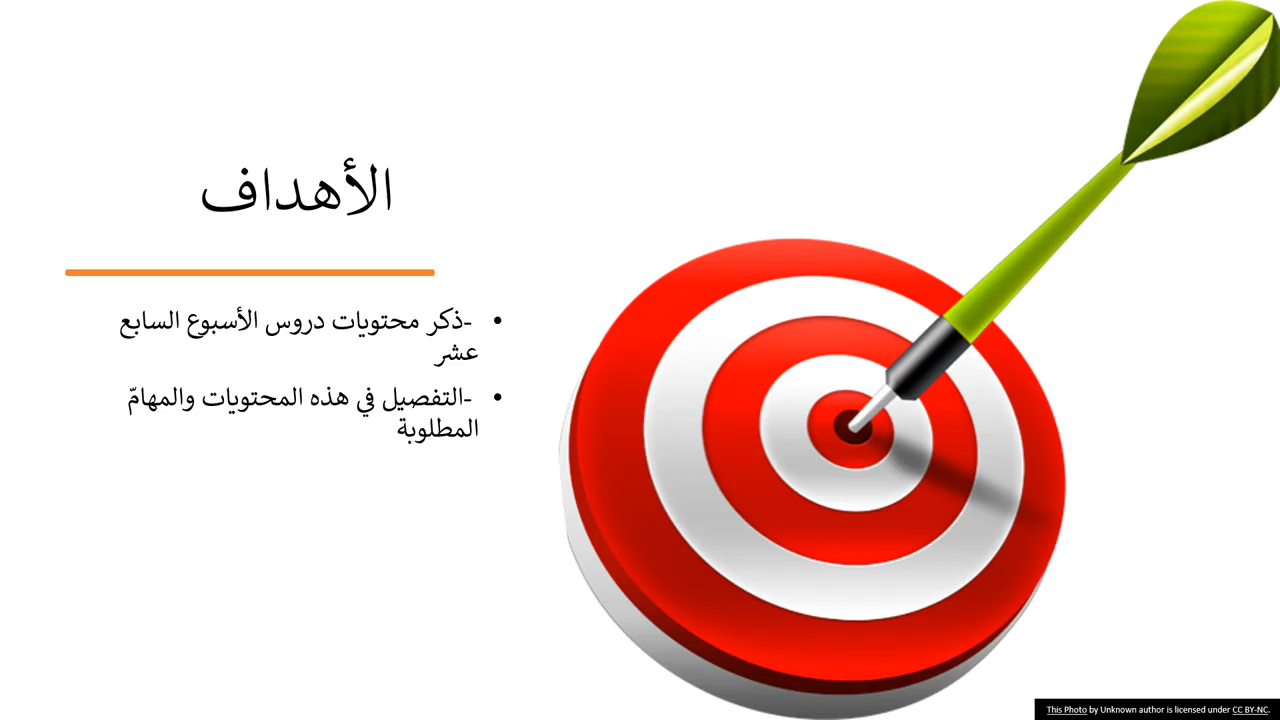 الأهداف
• -ذكر محتويات دروس الأسبوع السابع
عشر
• -التفصيل في هذه المحتويات والمهامّ
المطلوبة
This Photo by Unknown author is licensed under CC BY-NC.